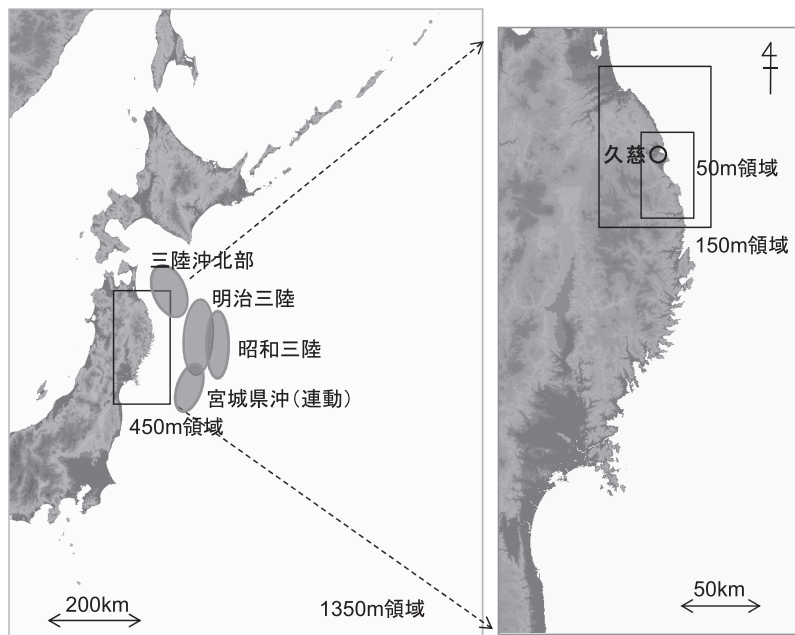 三陸沖北部
明治三陸
昭和三陸
宮城県沖(連動)
450m領域
200km
1350m領域
久慈
50m領域
150m領域
50km